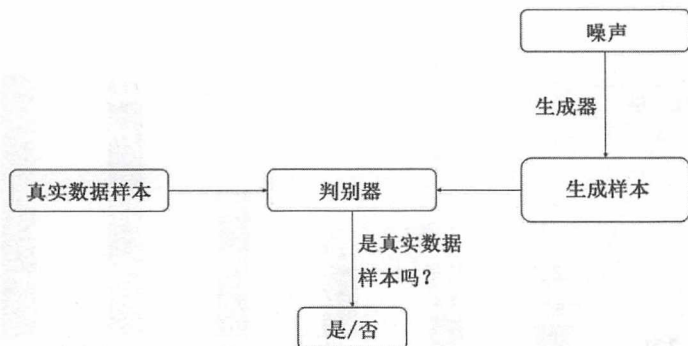 噪声
生成器
真实数据样本
判别器
生成样本
是真实数据
样本吗?
是/否